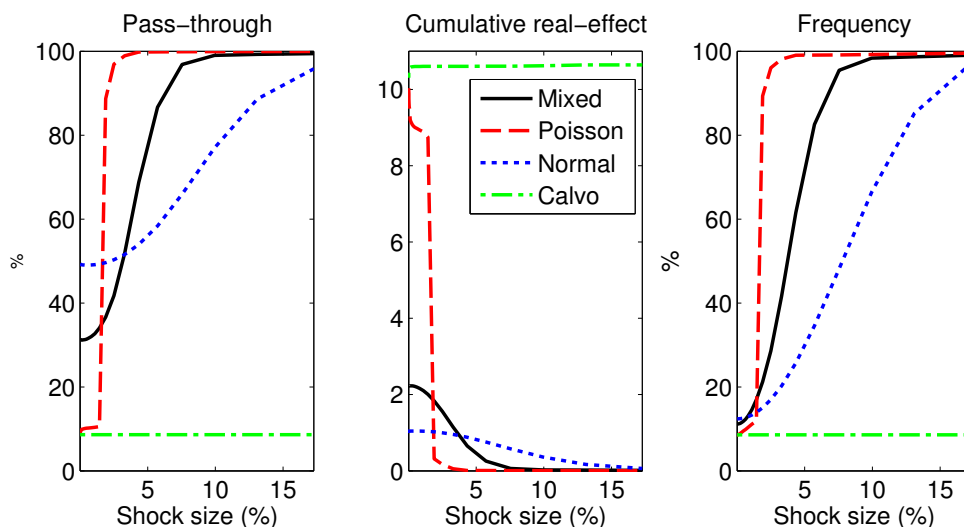 Pass−through
Cumulative real−effect
Frequency
100
80
60
40
20
0
%
5
10
15
Shock size (%)
10
8
6
4
2
0
Mixed
Poisson
Normal
Calvo
5
10
15
Shock size (%)
100
80
60
40
20
0
%
5
10
15
Shock size (%)